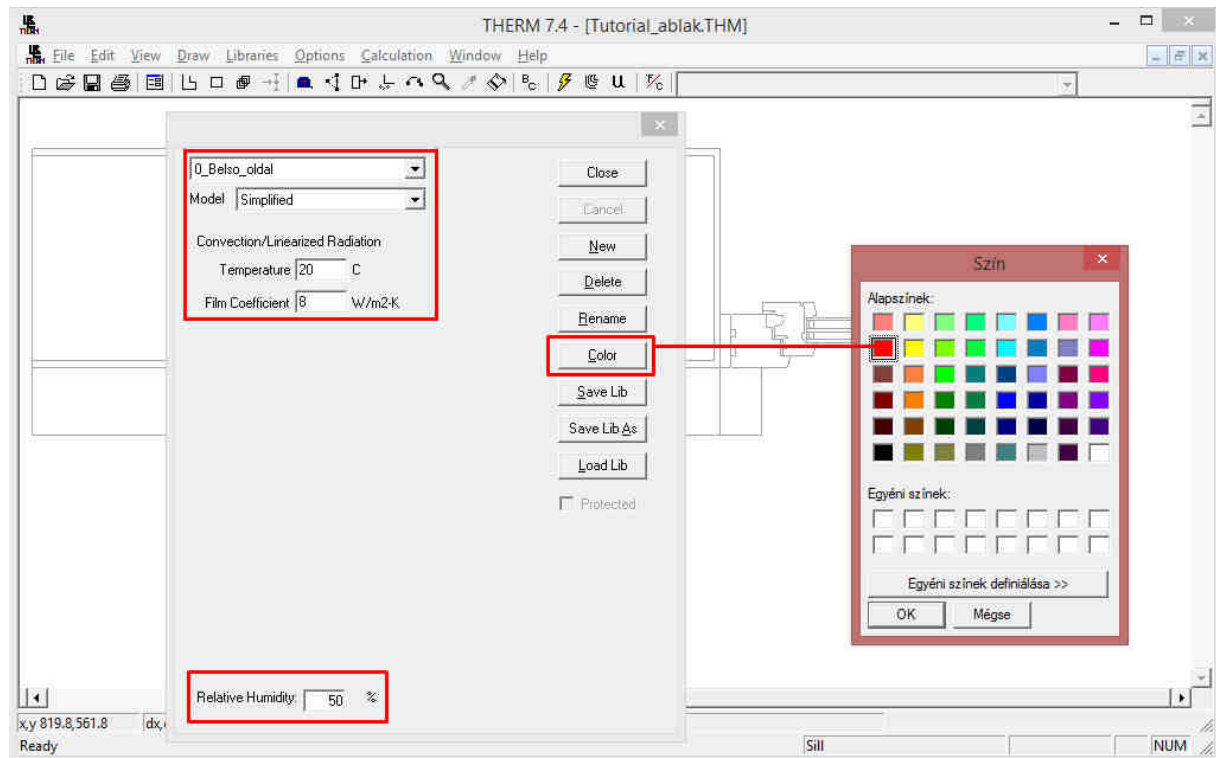 THERM 7.4 - [Tutorial_ablak.THM]
File Edit View Draw Libraries Options Calculation Window Help
0_Belso_oldal
Model Simplified
Convection/Linearized Radiation
Temperature 20 C
Film Coefficient 8 W/m2-K
Close
Cancel
New
Delete
Rename
Color
Save Lib
Save Lib As
Load Lib
Protected
Relative Humidity: 50 %
Szín
Alapszínek:
Egyéni színek:
Egyéni színek definiálása >>
OK Mégse
x,y 819.8,561.8 dx,
Ready Sill NUM